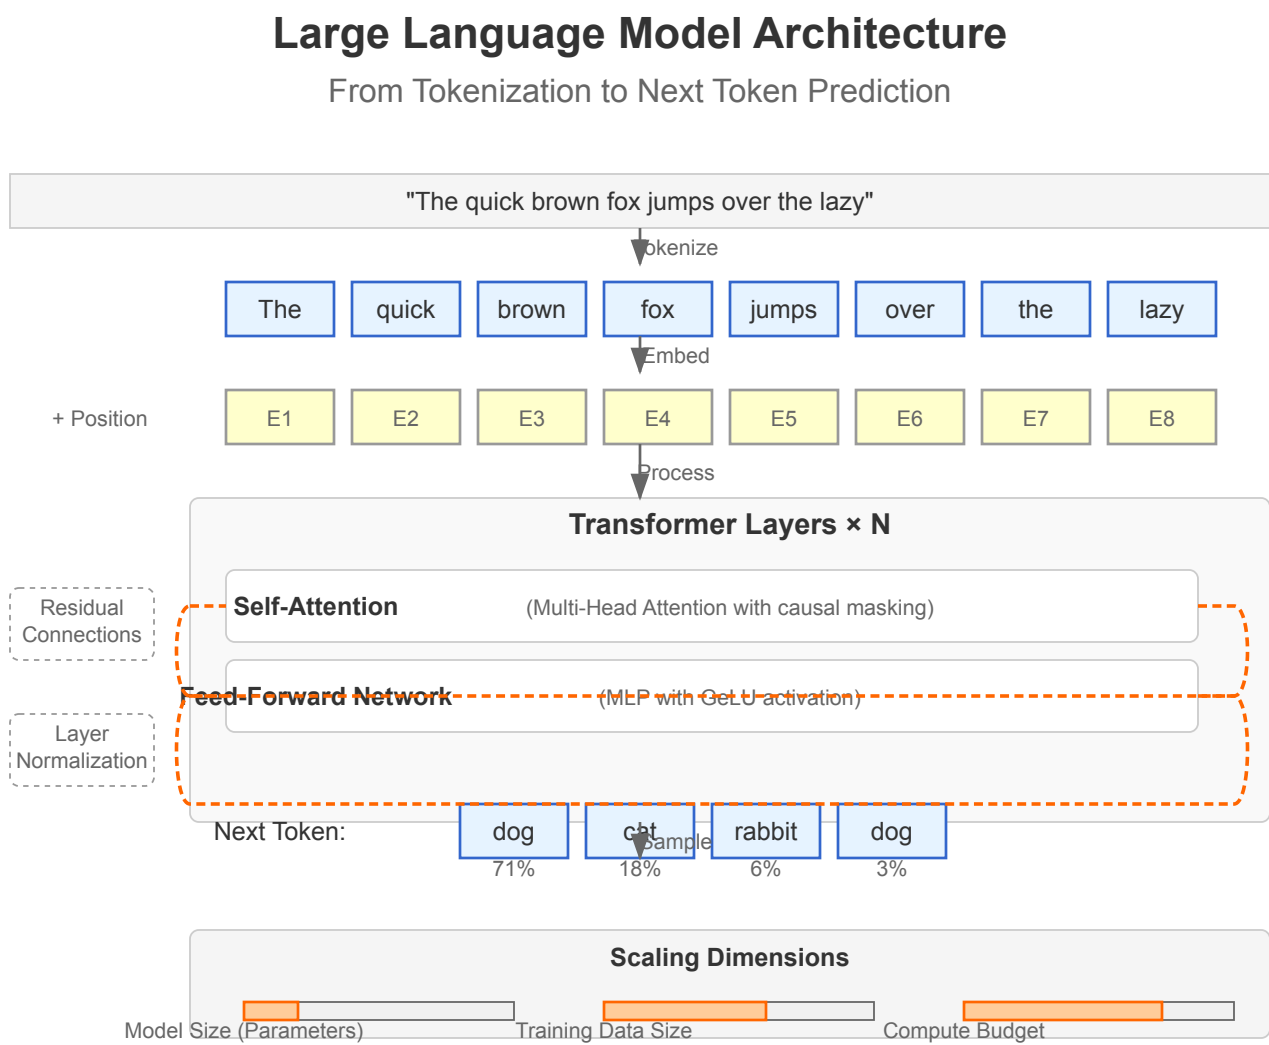 Large Language Model Architecture
From Tokenization to Next Token Prediction
"The quick brown fox jumps over the lazy"
Tokenize
The quick brown fox jumps over the lazy
Embed
+ Position E1 E2 E3 E4 E5 E6 E7 E8
Process
Transformer Layers × N
Residual
Connections
Self-Attention (Multi-Head Attention with causal masking)
Feed-Forward Network (MLP with GeLU activation)
Layer
Normalization
Next Token: dog cat rabbit dog
Sample
71% 18% 6% 3%
Scaling Dimensions
Model Size (Parameters) Training Data Size Compute Budget